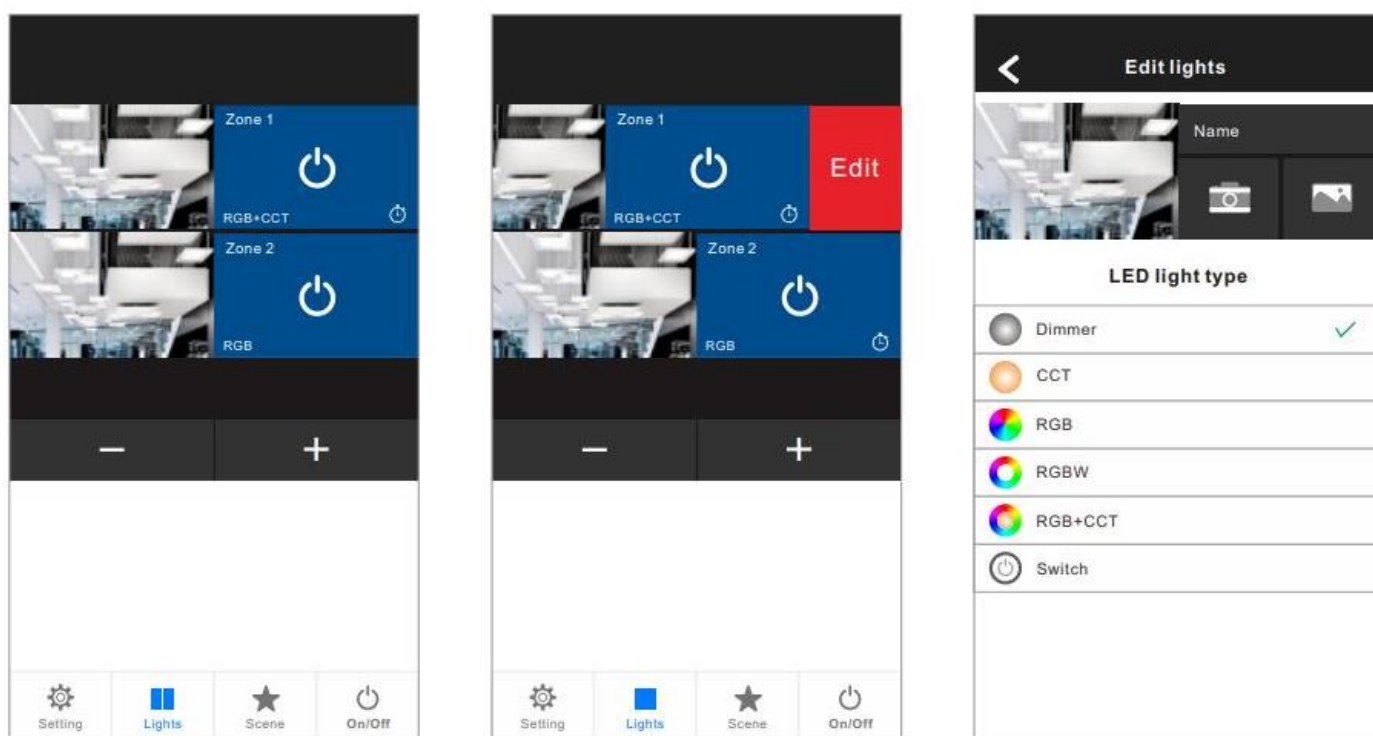 Zone 1
RGB+CCT
Zone 2
RGB
Setting
Lights
Scene
On/Off
Zone 1
Edit
RGB+CCT
Zone 2
RGB
Setting
Lights
Scene
On/Off
Edit lights
Name
LED light type
Dimmer
CCT
RGB
RGBW
RGB+CCT
Switch